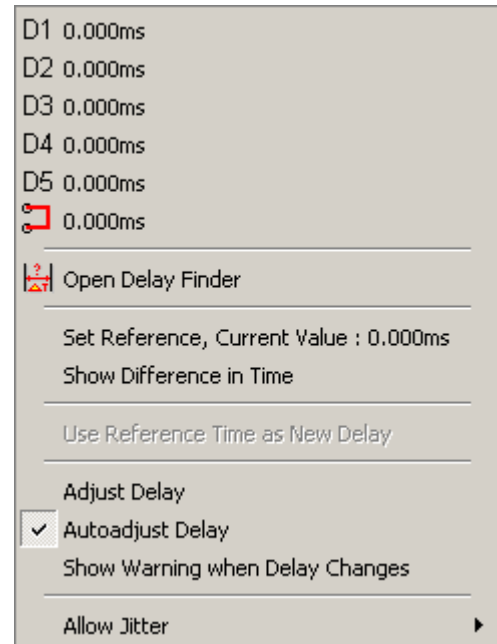 D1 0.000ms
D2 0.000ms
D3 0.000ms
D4 0.000ms
D5 0.000ms
0.000ms
? ΔT Open Delay Finder
Set Reference, Current Value : 0.000ms
Show Difference in Time
Use Reference Time as New Delay
Adjust Delay
Autoadjust Delay
Show Warning when Delay Changes
Allow Jitter